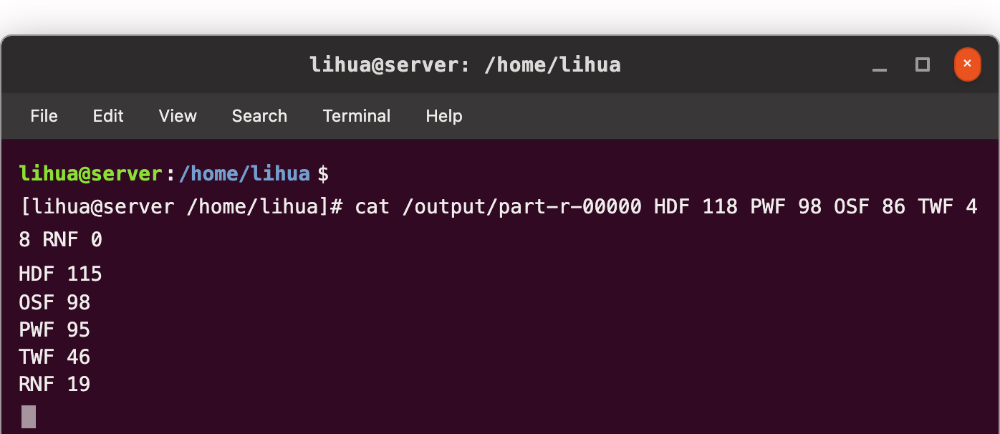 lihua@server: /home/lihua
×
File Edit View Search Terminal Help
lihua@server:/home/lihua $
[lihua@server /home/lihua]# cat /output/part-r-00000 HDF 118 PWF 98 OSF 86 TWF 4
8 RNF 0
HDF 115
OSF 98
PWF 95
TWF 46
RNF 19